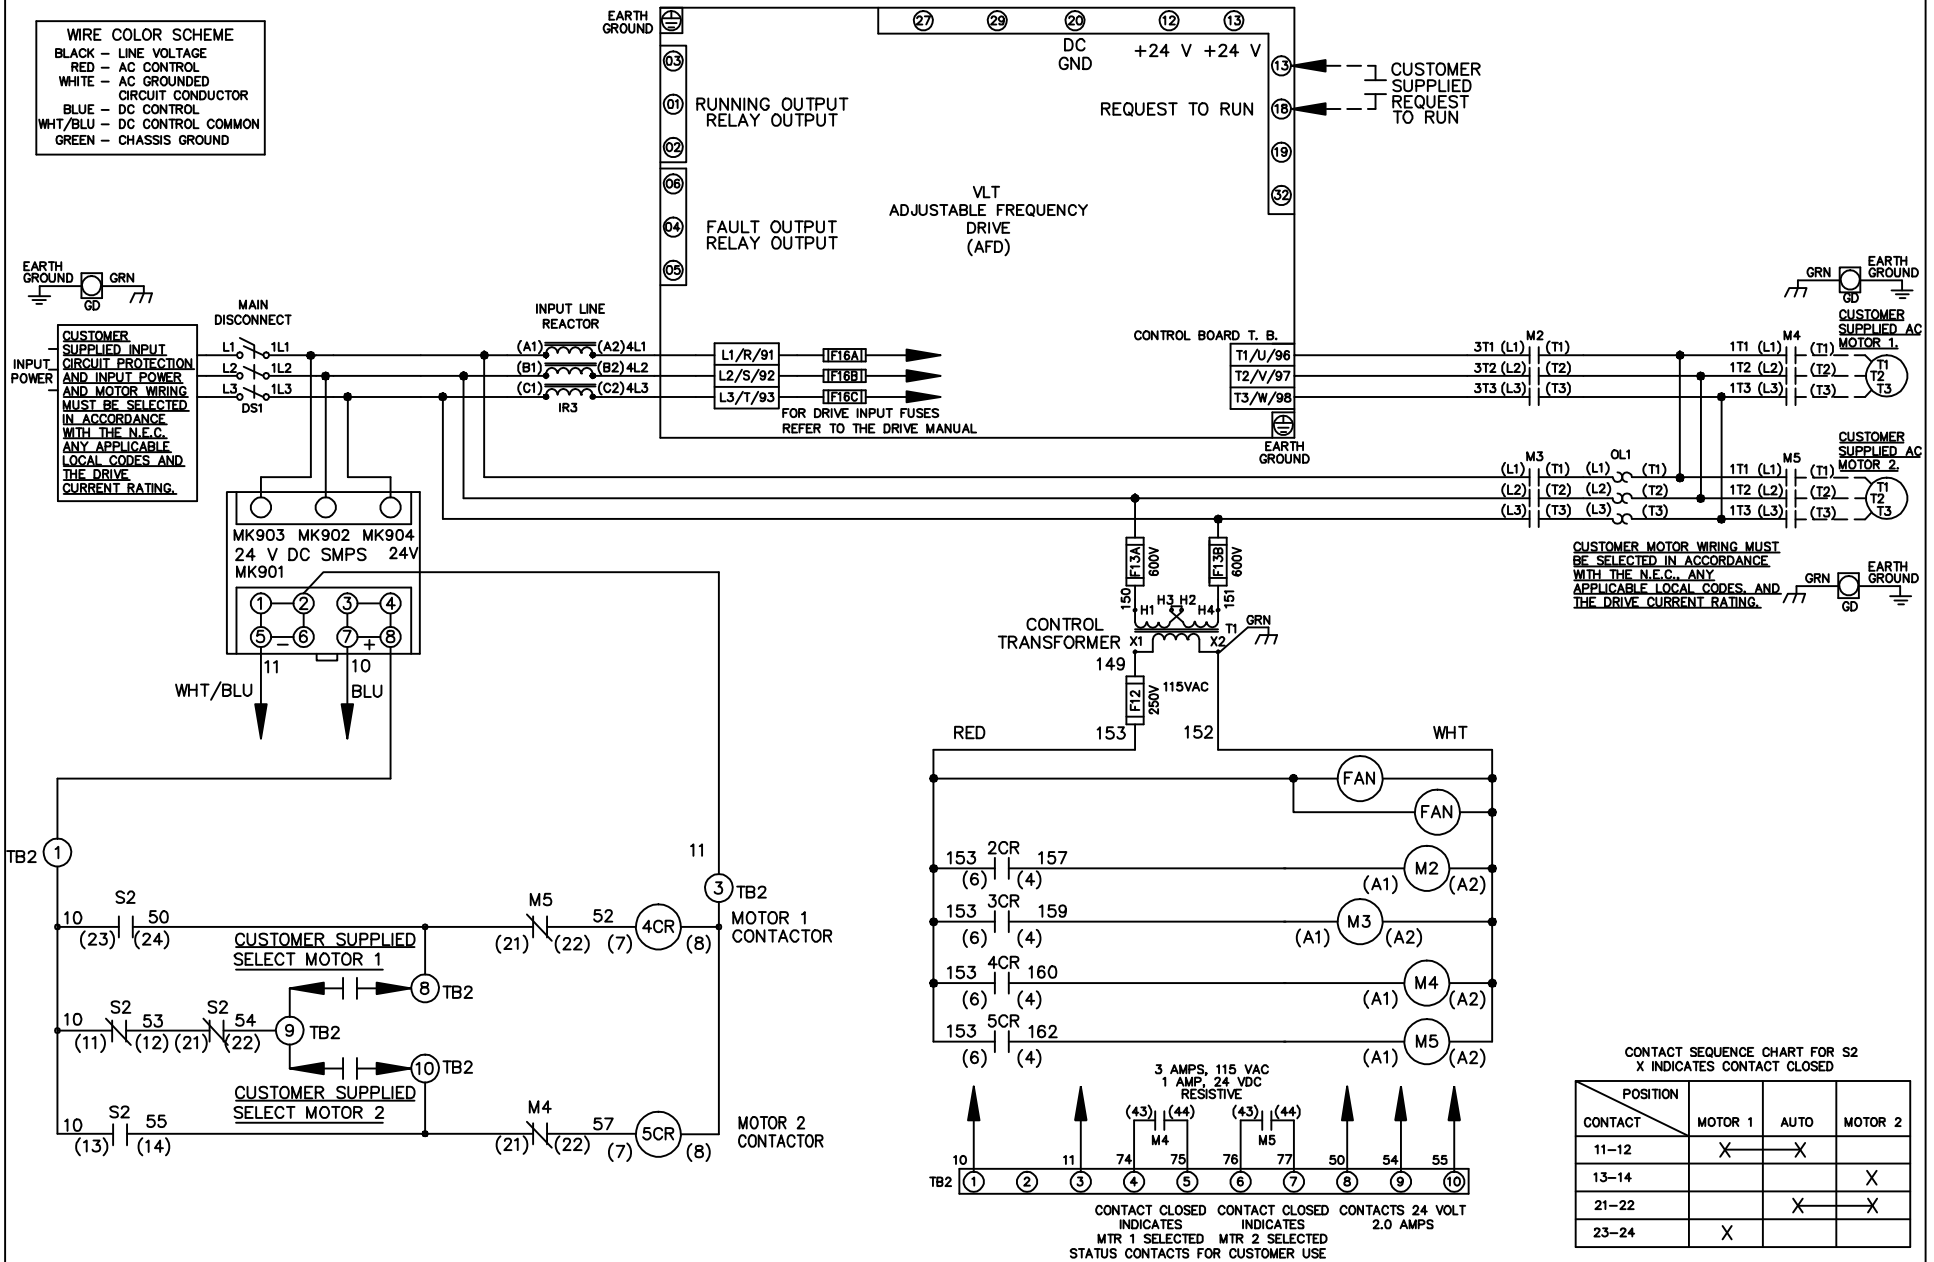 WIRE COLOR SCHEME
BLACK – LINE VOLTAGE
RED – AC CONTROL
WHITE – AC GROUNDED
CIRCUIT CONDUCTOR
BLUE – DC CONTROL
WHT/BLU – DC CONTROL COMMON
GREEN – CHASSIS GROUND
EARTH
GROUND
27 29 20 12 13
DC
GND
+24 V +24 V
03
01
02
RUNNING OUTPUT
RELAY OUTPUT
06
04
05
FAULT OUTPUT
RELAY OUTPUT
13
REQUEST TO RUN 18
19
32
CUSTOMER
SUPPLIED
REQUEST
TO RUN
VLT
ADJUSTABLE FREQUENCY
DRIVE
(AFD)
EARTH
GROUND
GRN
GD
INPUT
POWER
CUSTOMER
SUPPLIED INPUT
CIRCUIT PROTECTION
AND INPUT POWER
AND MOTOR WIRING
MUST BE SELECTED
IN ACCORDANCE
WITH THE N.E.C.
ANY APPLICABLE
LOCAL CODES AND
THE DRIVE
CURRENT RATING.
MAIN
DISCONNECT
L1 1L1
L2 1L2
L3 1L3
DS1
INPUT LINE
REACTOR
(A1) (A2)4L1
(B1) (B2)4L2
(C1) (C2)4L3
IR3
L1/R/91 F16A
L2/S/92 F16B
L3/T/93 F16C
FOR DRIVE INPUT FUSES
REFER TO THE DRIVE MANUAL
CONTROL BOARD T. B.
T1/U/96
T2/V/97
T3/W/98
EARTH
GROUND
M2
3T1 (L1) (T1)
3T2 (L2) (T2)
3T3 (L3) (T3)
M4
1T1 (L1) (T1)
1T2 (L2) (T2)
1T3 (L3) (T3)
GRN
EARTH
GROUND
GD
CUSTOMER
SUPPLIED AC
MOTOR 1.
T1
T2
T3
M3 OL1
(L1) (T1) (L1) (T1)
(L2) (T2) (L2) (T2)
(L3) (T3) (L3) (T3)
M5
1T1 (L1) (T1)
1T2 (L2) (T2)
1T3 (L3) (T3)
CUSTOMER
SUPPLIED AC
MOTOR 2.
T1
T2
T3
CUSTOMER MOTOR WIRING MUST
BE SELECTED IN ACCORDANCE
WITH THE N.E.C., ANY
APPLICABLE LOCAL CODES, AND
THE DRIVE CURRENT RATING.
GRN
EARTH
GROUND
GD
MK903 MK902 MK904
24 V DC SMPS 24V
MK901
1 2 3 4
5 – 6 7 + 8
11 10
WHT/BLU BLU
F13A
600V
F13B
600V
150 151
H1 H3 H2 H4
CONTROL
TRANSFORMER
X1 X2 T1
GRN
149
F12
250V
115VAC
153 152
RED WHT
FAN
FAN
153 2CR 157 M2
(6) (4) (A1) (A2)
153 3CR 159 M3
(6) (4) (A1) (A2)
153 4CR 160 M4
(6) (4) (A1) (A2)
153 5CR 162 M5
(6) (4) (A1) (A2)
TB2 1
11
3 TB2
10 S2 50 M5 52 4CR
(23) (24) (21) (22) (7) (8)
MOTOR 1
CONTACTOR
CUSTOMER SUPPLIED
SELECT MOTOR 1
8 TB2
10 S2 53 S2 54 9 TB2
(11) (12) (21) (22)
10 TB2
CUSTOMER SUPPLIED
SELECT MOTOR 2
10 S2 55 M4 57 5CR
(13) (14) (21) (22) (7) (8)
MOTOR 2
CONTACTOR
3 AMPS, 115 VAC
1 AMP, 24 VDC
RESISTIVE
(43) (44) (43) (44)
M4 M5
10 11 74 75 76 77 50 54 55
TB2 1 2 3 4 5 6 7 8 9 10
CONTACT CLOSED
INDICATES
MTR 1 SELECTED
CONTACT CLOSED
INDICATES
MTR 2 SELECTED
STATUS CONTACTS FOR CUSTOMER USE
CONTACTS 24 VOLT
2.0 AMPS
CONTACT SEQUENCE CHART FOR S2
X INDICATES CONTACT CLOSED
POSITION
CONTACT MOTOR 1 AUTO MOTOR 2
11–12 X X
13–14 X
21–22 X X
23–24 X